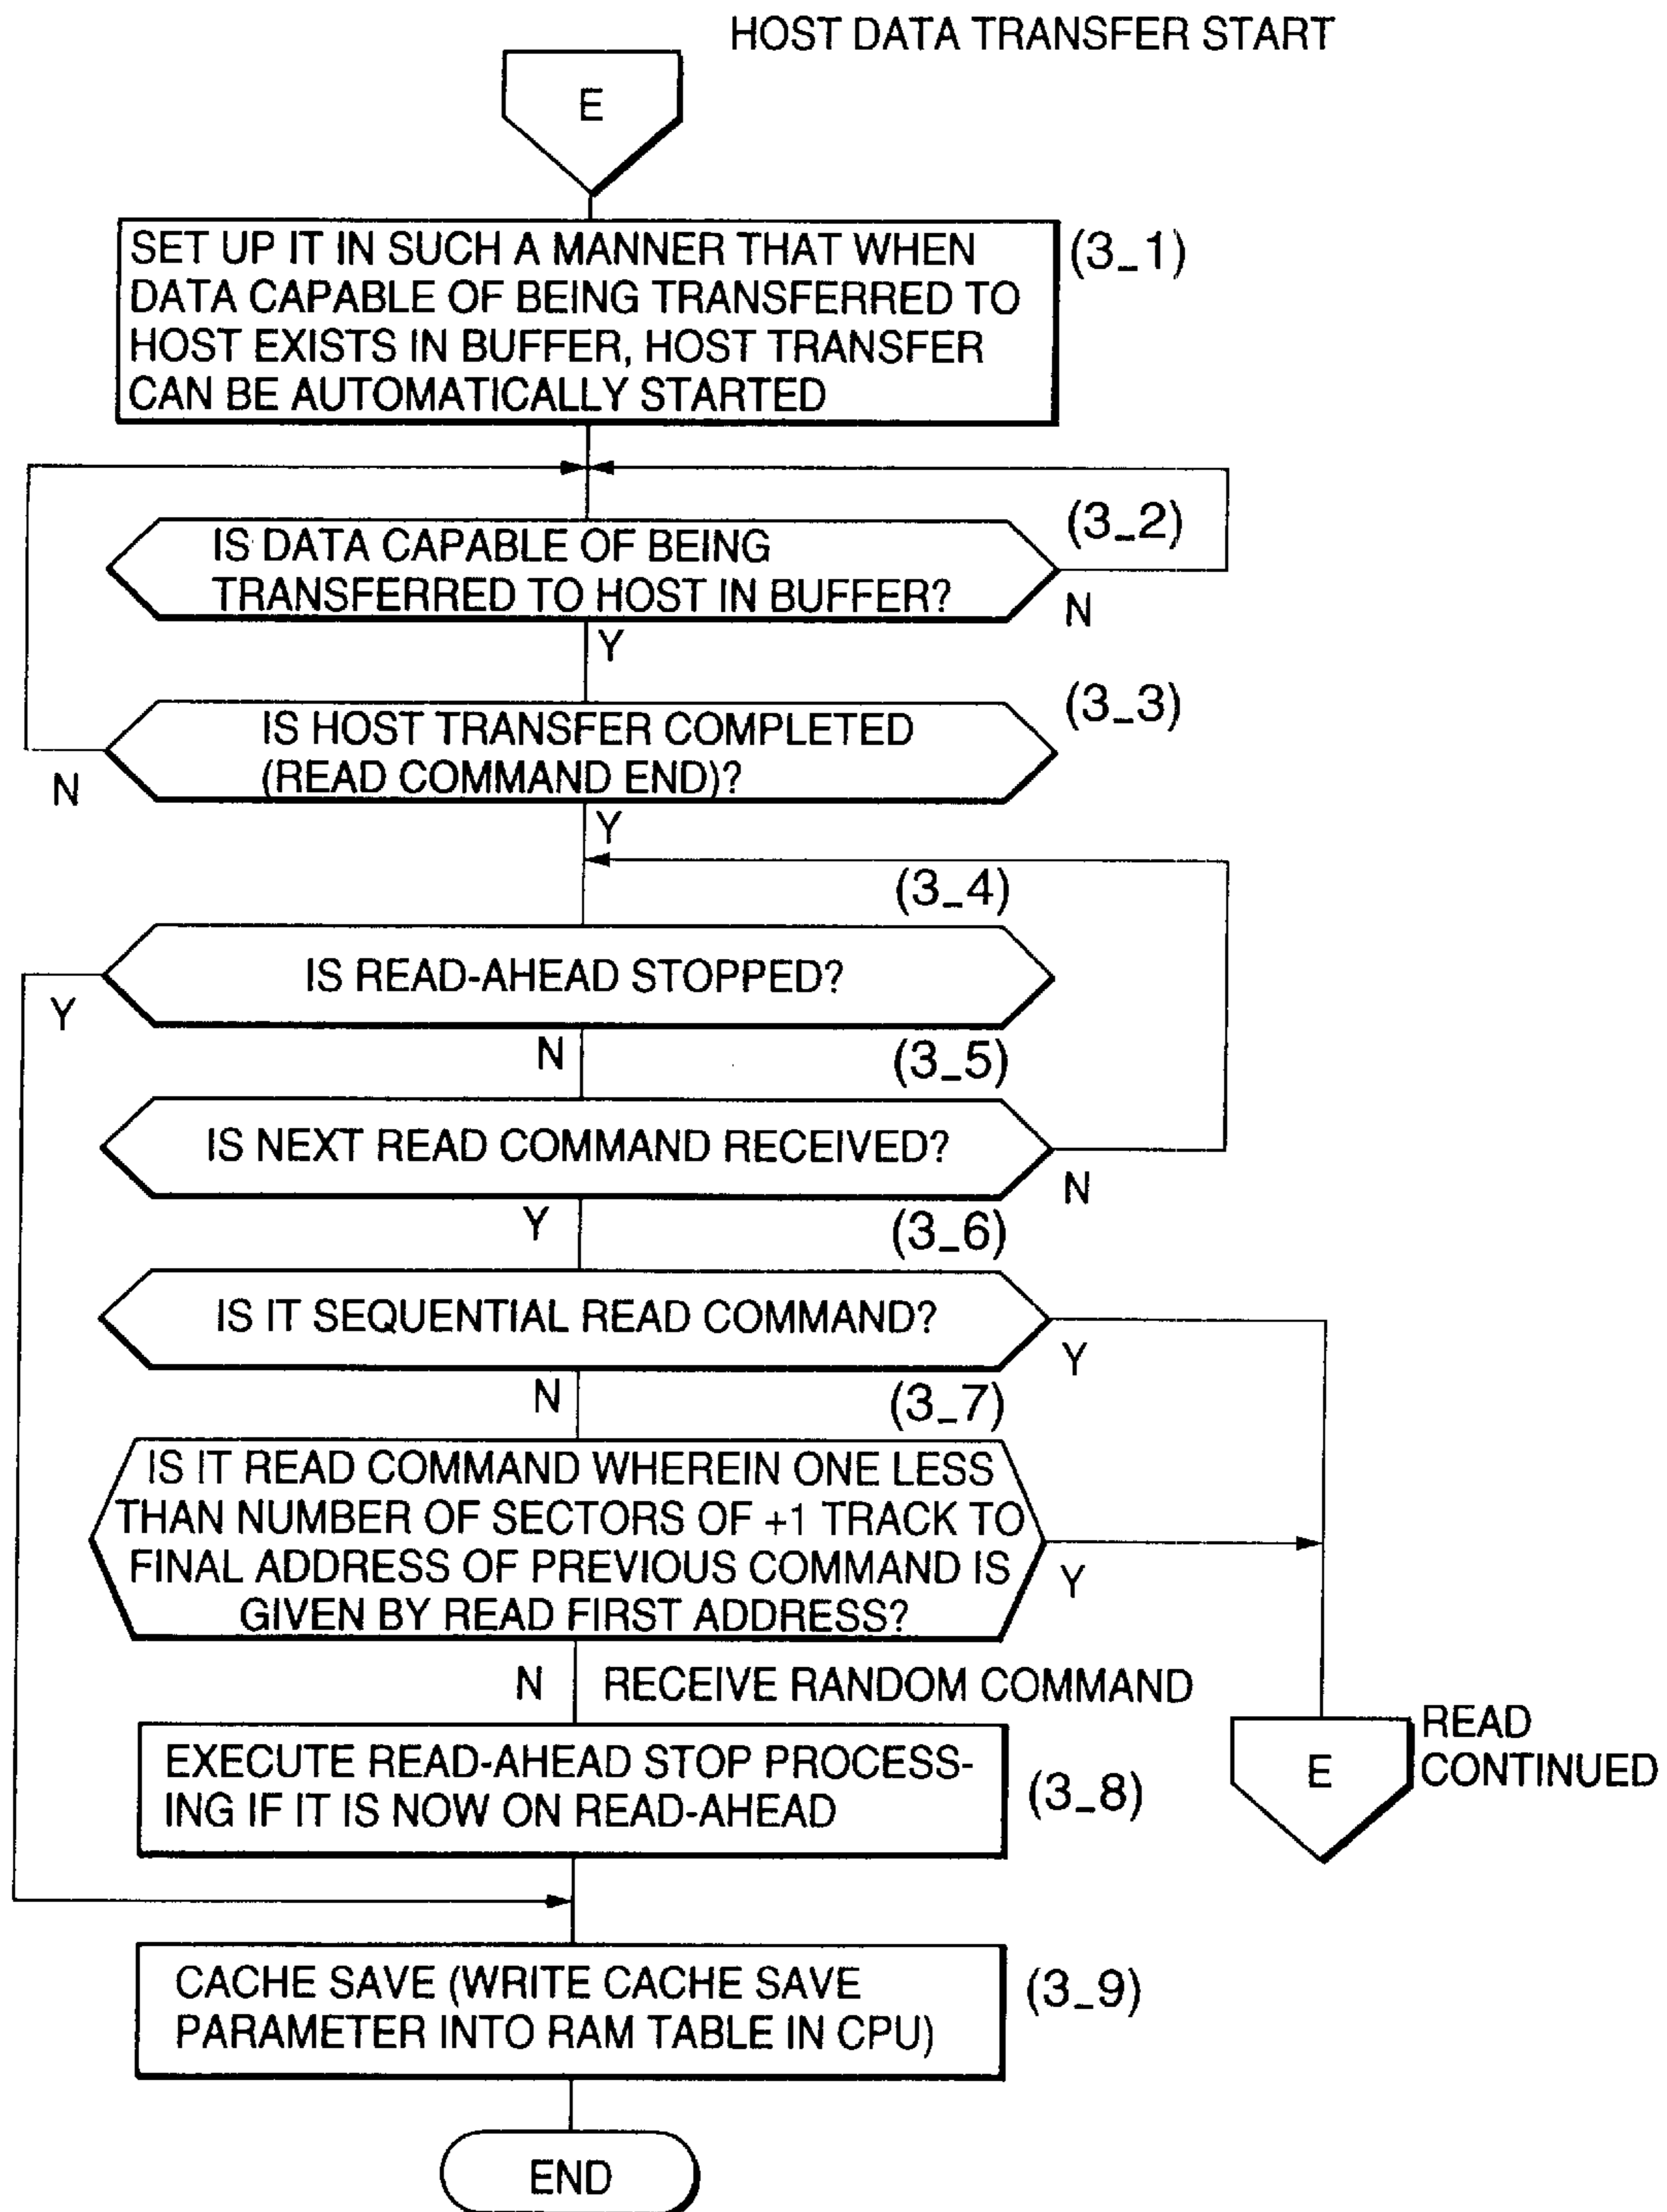 HOST DATA TRANSFER START
E
SET UP IT IN SUCH A MANNER THAT WHEN
DATA CAPABLE OF BEING TRANSFERRED TO
HOST EXISTS IN BUFFER, HOST TRANSFER
CAN BE AUTOMATICALLY STARTED
(3_1)
IS DATA CAPABLE OF BEING
TRANSFERRED TO HOST IN BUFFER?
(3_2)
N
Y
IS HOST TRANSFER COMPLETED
(READ COMMAND END)?
(3_3)
N
Y
(3_4)
IS READ-AHEAD STOPPED?
Y
N
(3_5)
IS NEXT READ COMMAND RECEIVED?
N
Y
(3_6)
IS IT SEQUENTIAL READ COMMAND?
Y
N
(3_7)
IS IT READ COMMAND WHEREIN ONE LESS
THAN NUMBER OF SECTORS OF +1 TRACK TO
FINAL ADDRESS OF PREVIOUS COMMAND IS
GIVEN BY READ FIRST ADDRESS?
Y
N RECEIVE RANDOM COMMAND
EXECUTE READ-AHEAD STOP PROCESS-
ING IF IT IS NOW ON READ-AHEAD
(3_8)
E
READ
CONTINUED
CACHE SAVE (WRITE CACHE SAVE
PARAMETER INTO RAM TABLE IN CPU)
(3_9)
END